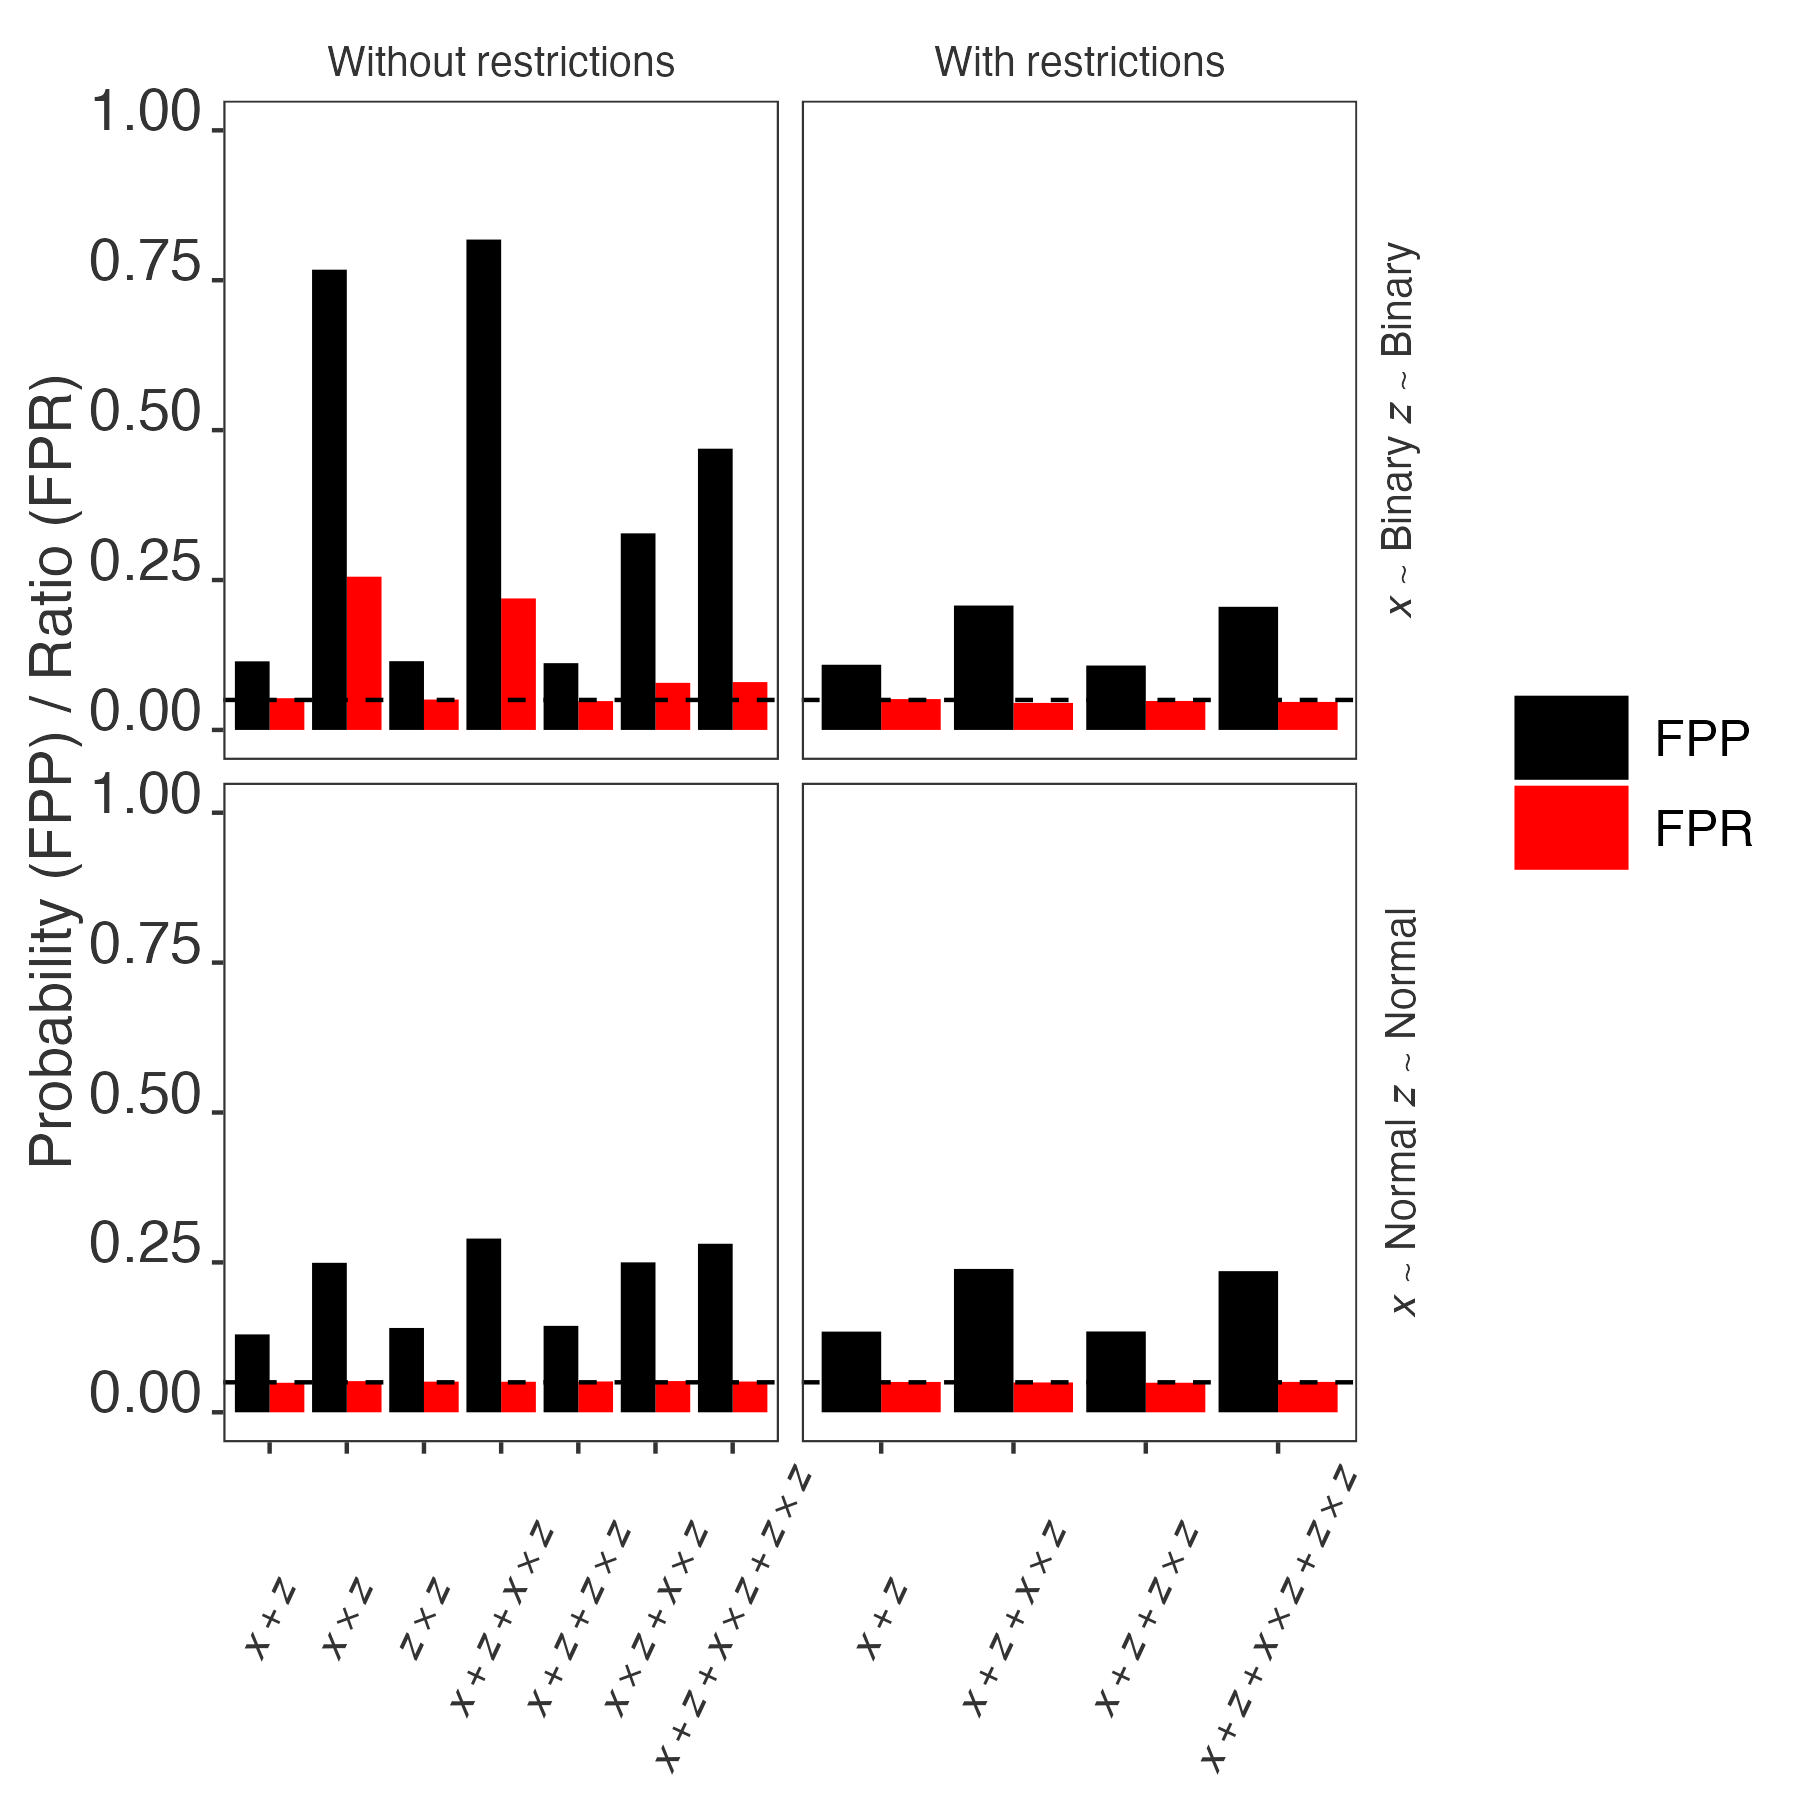 Without restrictions
With restrictions
Probability (FPP) / Ratio (FPR)
1.00
0.75
0.50
0.25
0.00
x ~ Binary z ~ Binary
1.00
0.75
0.50
0.25
0.00
x ~ Normal z ~ Normal
x + z
x × z
z × z
x + z + x × z
x + z + z × z
x × z + x × z
x + z + x × z + z × z
x + z
x + z + x × z
x + z + z × z
x + z + x × z + z × z
FPP
FPR